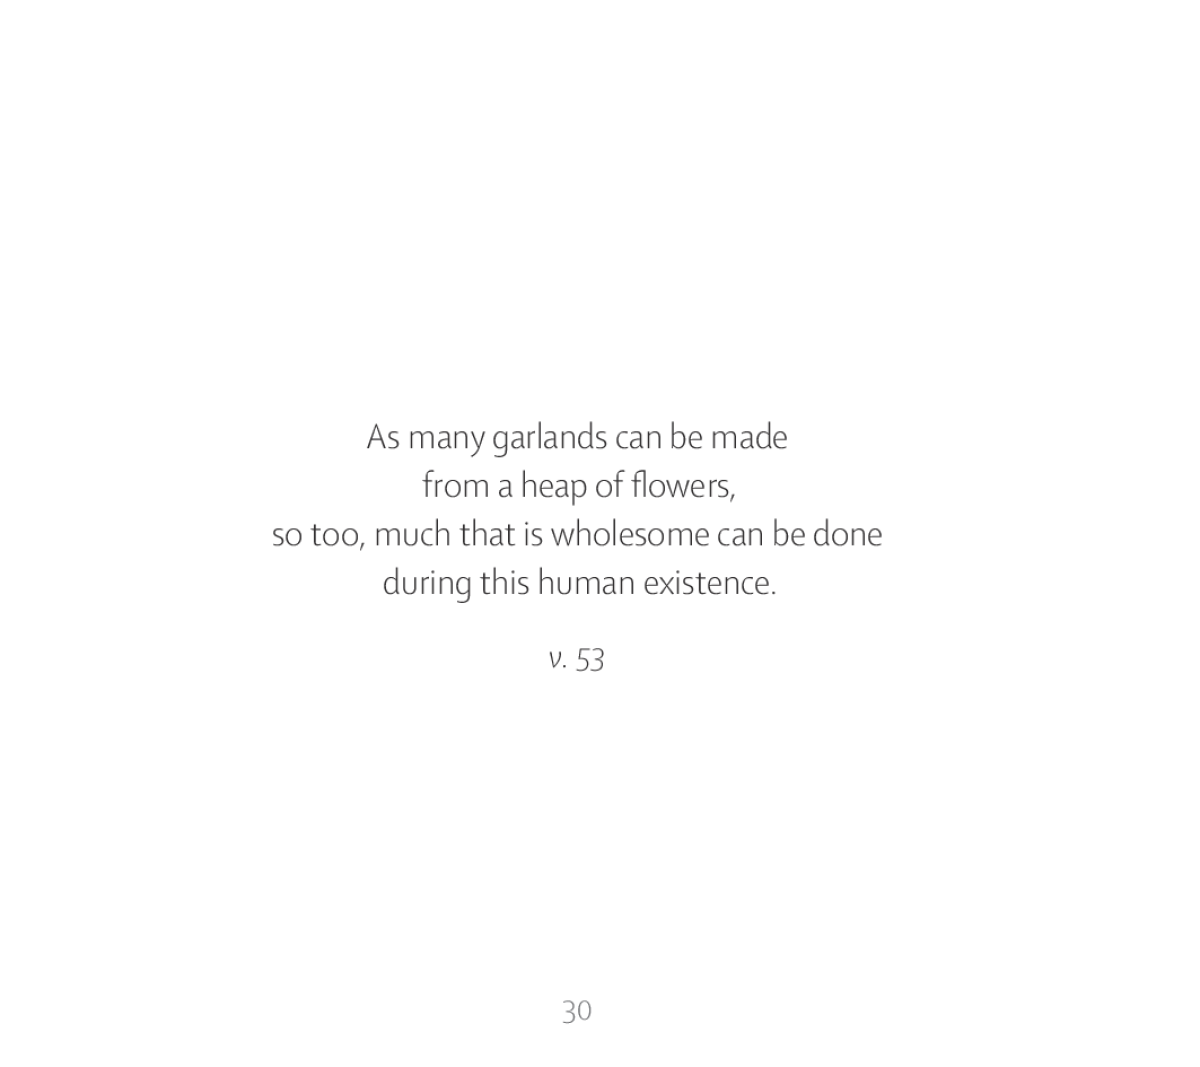 As many garlands can be made
from a heap of flowers,
so too, much that is wholesome can be done
during this human existence.
v. 53
30